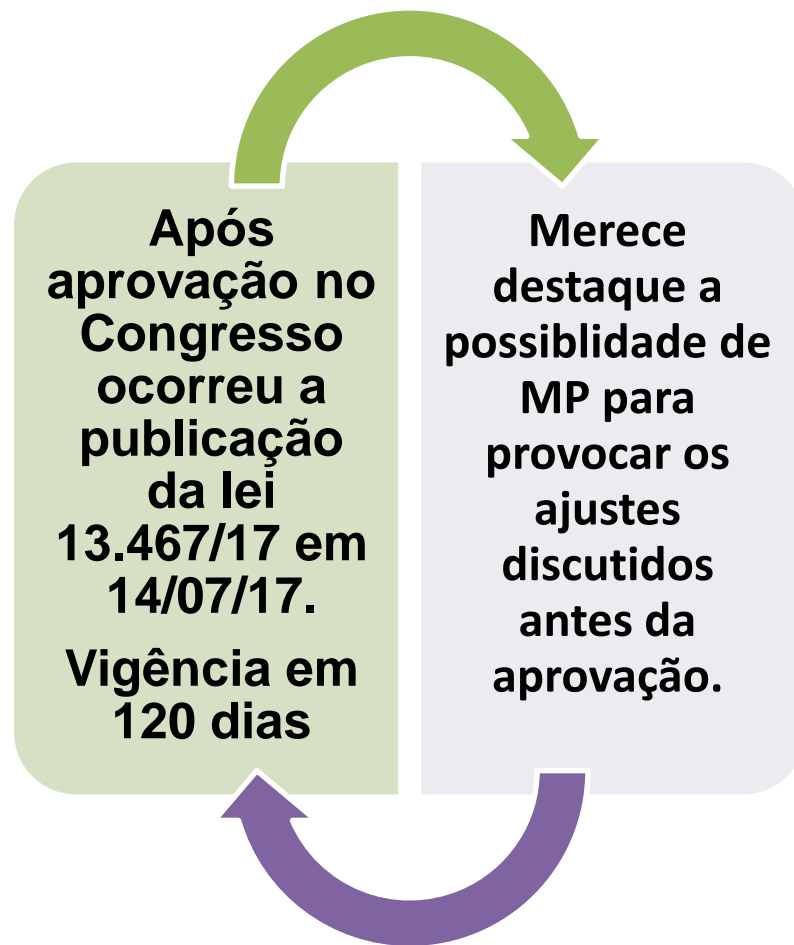 Após
aprovação no
Congresso
ocorreu a
publicação
da lei
13.467/17 em
14/07/17.
Vigência em
120 dias
Merece
destaque a
possiblidade de
MP para
provocar os
ajustes
discutidos
antes da
aprovação.